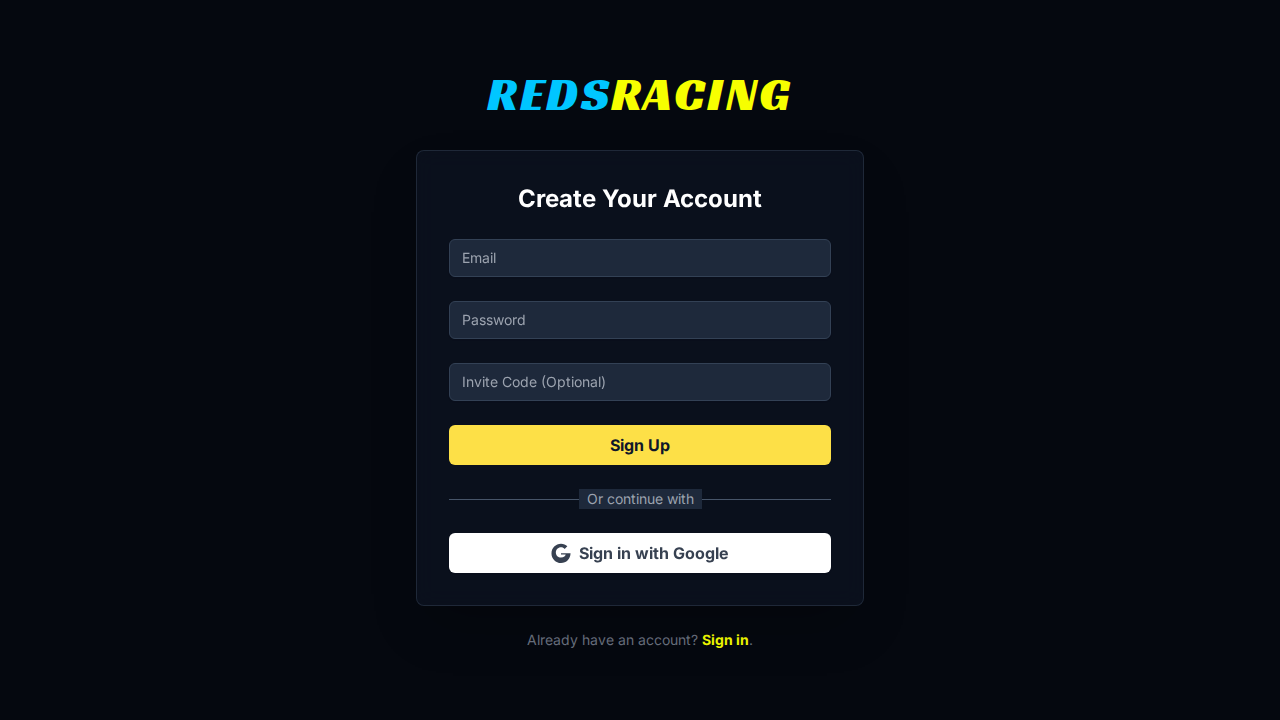 REDSRACING
Create Your Account
Email
Password
Invite Code (Optional)
Sign Up
Or continue with
Sign in with Google
Already have an account? Sign in.